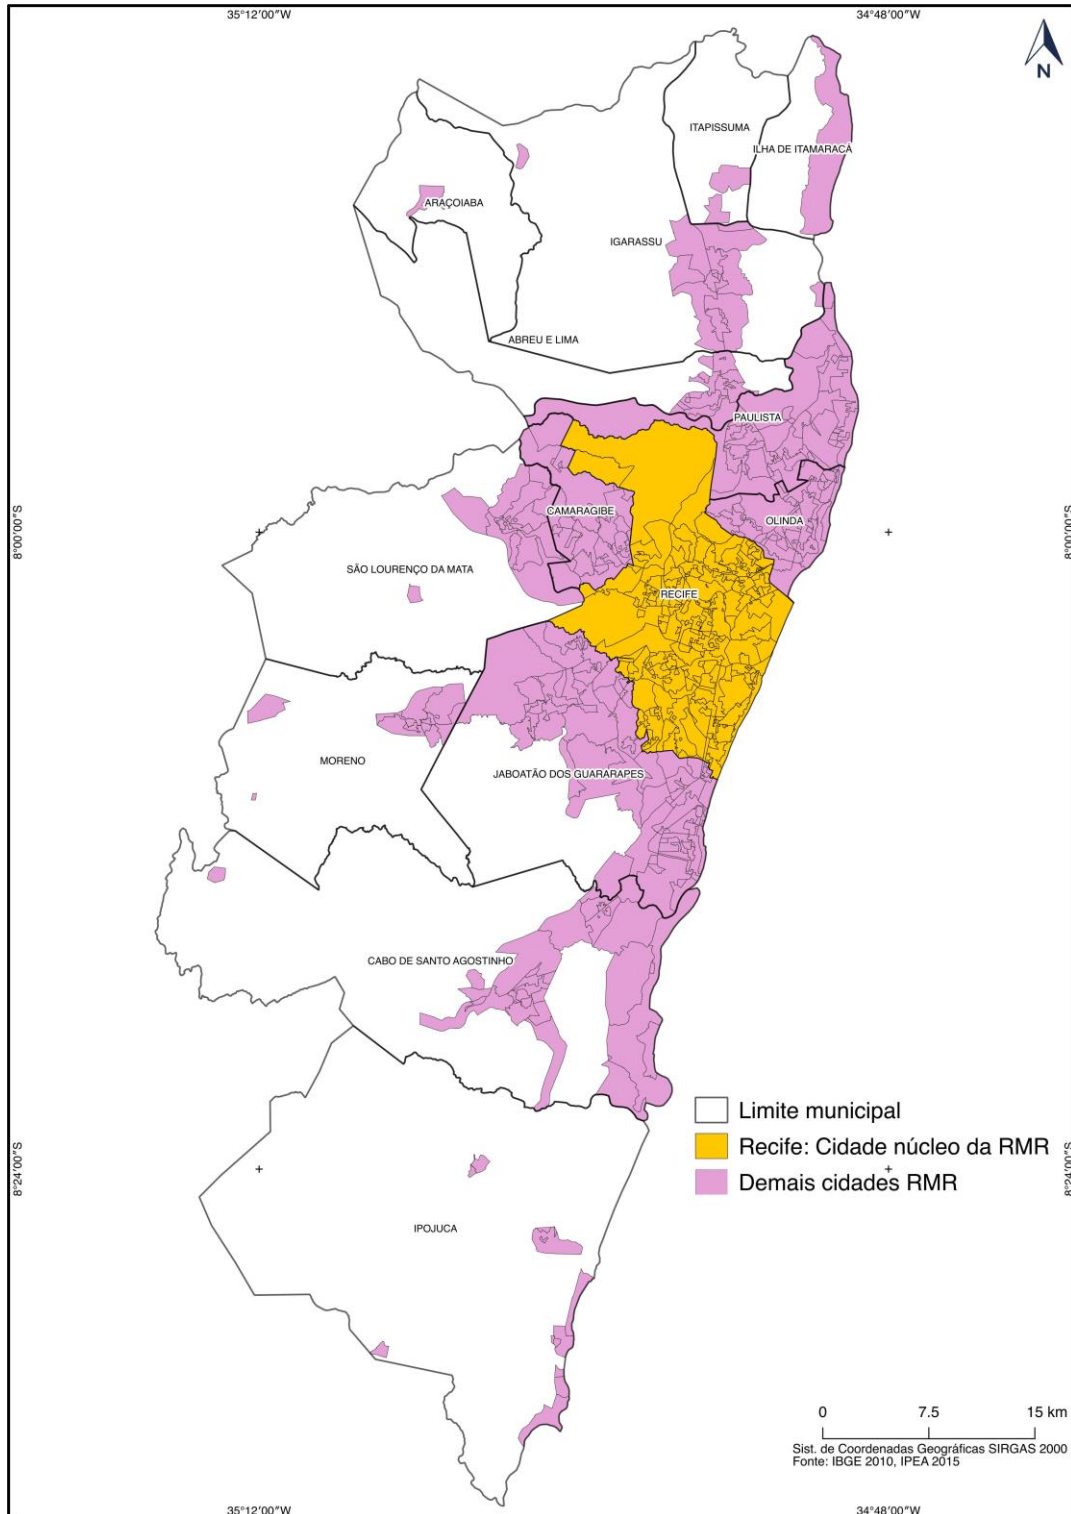 35°12′00″W
34°48′00″W
N
ITAPISSUMA
ILHA DE ITAMARACÁ
ARAÇOIABA
IGARASSU
ABREU E LIMA
PAULISTA
CAMARAGIBE
OLINDA
8°00′00″S
8°00′00″S
SÃO LOURENÇO DA MATA
RECIFE
MORENO
JABOATÃO DOS GUARARAPES
CABO DE SANTO AGOSTINHO
Limite municipal
Recife: Cidade núcleo da RMR
Demais cidades RMR
8°24′00″S
8°24′00″S
IPOJUCA
0 7.5 15 km
Sist. de Coordenadas Geográficas SIRGAS 2000
Fonte: IBGE 2010, IPEA 2015
35°12′00″W
34°48′00″W